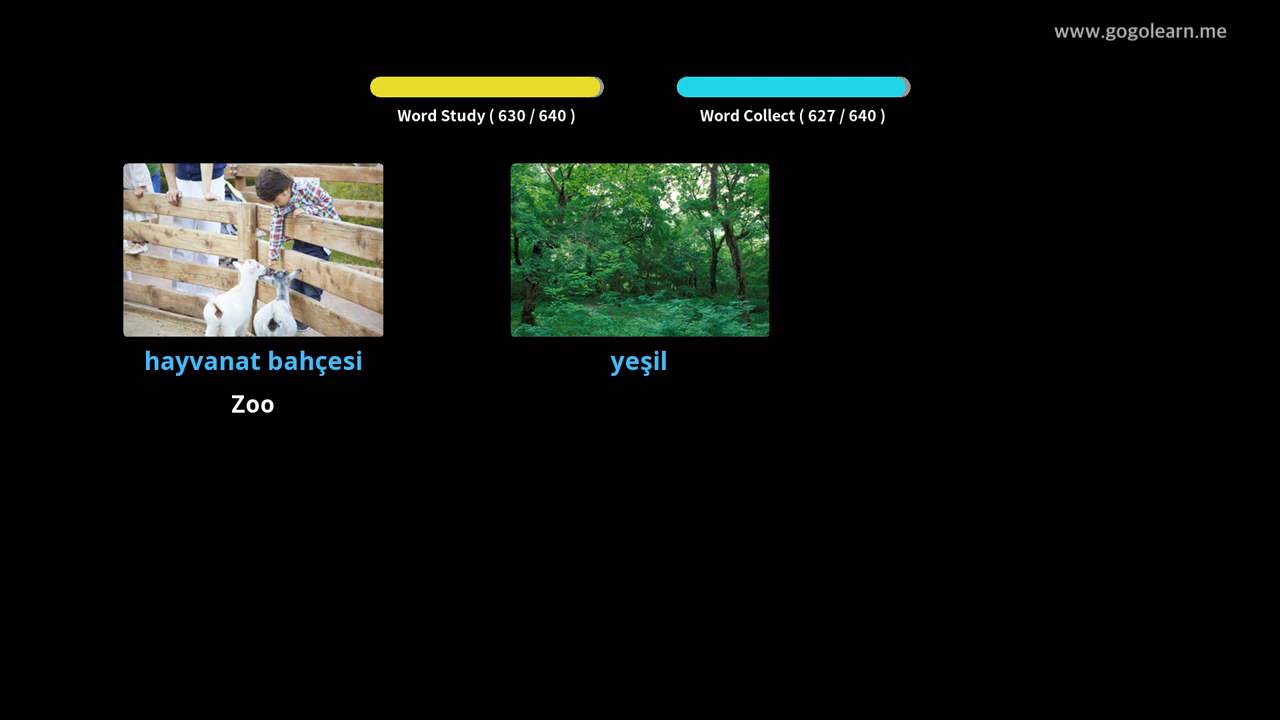 www.gogolearn.me
Word Study ( 630 / 640 )
Word Collect ( 627 / 640 )
hayvanat bahçesi
yeşil
Zoo